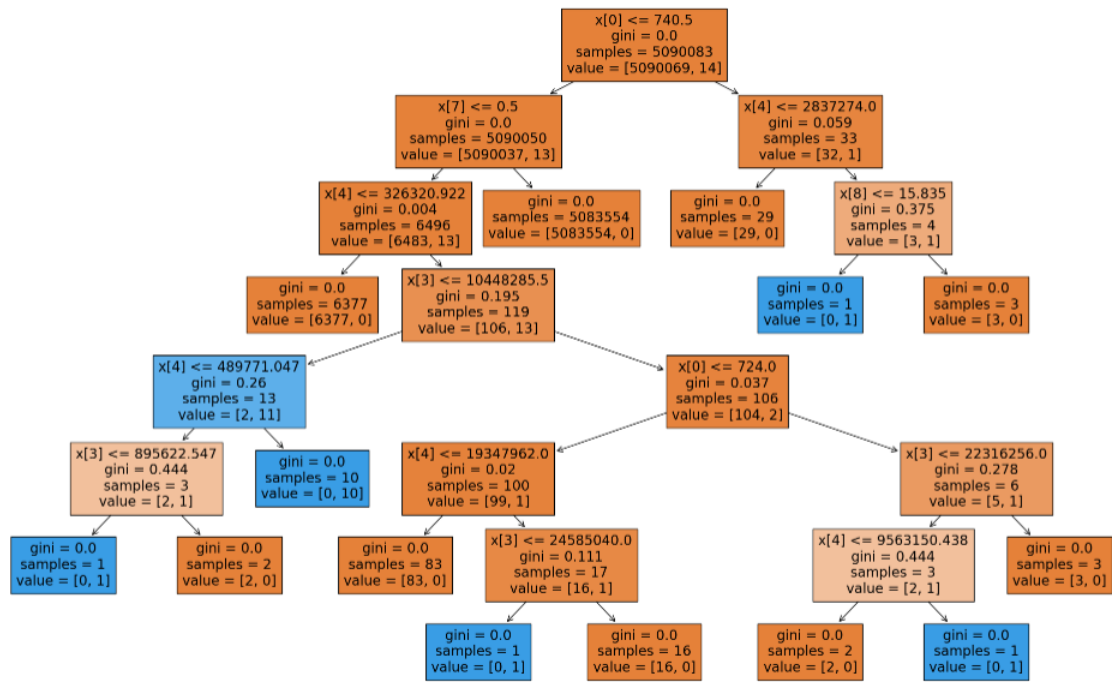 x[0] <= 740.5
gini = 0.0
samples = 5090083
value = [5090069, 14]
x[7] <= 0.5
gini = 0.0
samples = 5090050
value = [5090037, 13]
x[4] <= 2837274.0
gini = 0.059
samples = 33
value = [32, 1]
x[4] <= 326320.922
gini = 0.004
samples = 6496
value = [6483, 13]
gini = 0.0
samples = 5083554
value = [5083554, 0]
gini = 0.0
samples = 29
value = [29, 0]
x[8] <= 15.835
gini = 0.375
samples = 4
value = [3, 1]
gini = 0.0
samples = 6377
value = [6377, 0]
x[3] <= 10448285.5
gini = 0.195
samples = 119
value = [106, 13]
gini = 0.0
samples = 1
value = [0, 1]
gini = 0.0
samples = 3
value = [3, 0]
x[4] <= 489771.047
gini = 0.26
samples = 13
value = [2, 11]
x[0] <= 724.0
gini = 0.037
samples = 106
value = [104, 2]
x[3] <= 895622.547
gini = 0.444
samples = 3
value = [2, 1]
gini = 0.0
samples = 10
value = [0, 10]
x[4] <= 19347962.0
gini = 0.02
samples = 100
value = [99, 1]
x[3] <= 22316256.0
gini = 0.278
samples = 6
value = [5, 1]
gini = 0.0
samples = 1
value = [0, 1]
gini = 0.0
samples = 2
value = [2, 0]
gini = 0.0
samples = 83
value = [83, 0]
x[3] <= 24585040.0
gini = 0.111
samples = 17
value = [16, 1]
x[4] <= 9563150.438
gini = 0.444
samples = 3
value = [2, 1]
gini = 0.0
samples = 3
value = [3, 0]
gini = 0.0
samples = 1
value = [0, 1]
gini = 0.0
samples = 16
value = [16, 0]
gini = 0.0
samples = 2
value = [2, 0]
gini = 0.0
samples = 1
value = [0, 1]